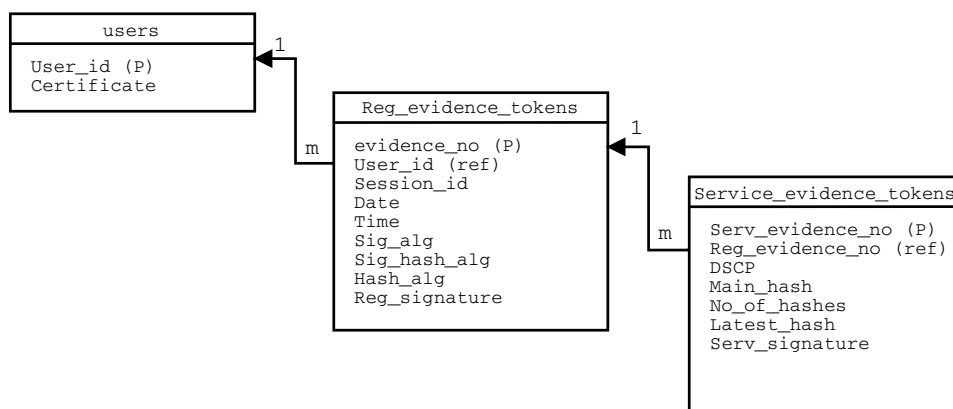 users
User_id (P)
Certificate
1
m
Reg_evidence_tokens
evidence_no (P)
User_id (ref)
Session_id
Date
Time
Sig_alg
Sig_hash_alg
Hash_alg
Reg_signature
1
m
Service_evidence_tokens
Serv_evidence_no (P)
Reg_evidence_no (ref)
DSCP
Main_hash
No_of_hashes
Latest_hash
Serv_signature